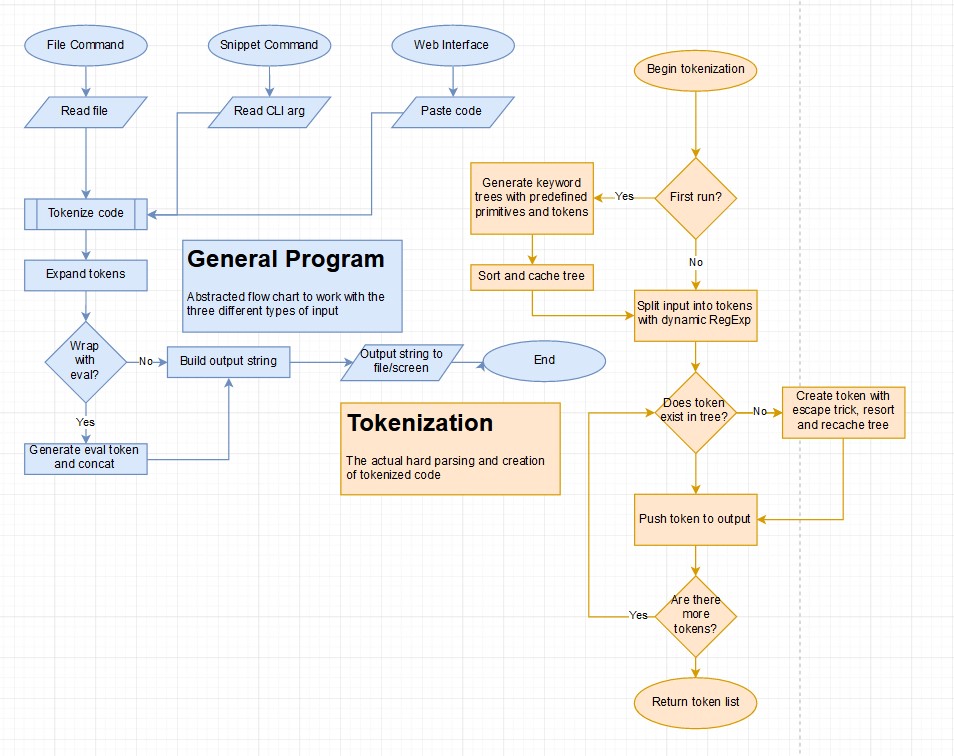 File Command
Snippet Command
Web Interface
Read file
Read CLI arg
Paste code
Tokenize code
Expand tokens
General Program
Abstracted flow chart to work with the
three different types of input
Wrap
with
eval?
No
Build output string
Output string to
file/screen
End
Yes
Generate eval token
and concat
Tokenization
The actual hard parsing and creation
of tokenized code
Begin tokenization
First run?
Yes
Generate keyword
trees with predefined
primitives and tokens
No
Sort and cache tree
Split input into tokens
with dynamic RegExp
Does token
exist in tree?
No
Create token with
escape trick, resort
and recache tree
Push token to output
Are there
more
tokens?
Yes
Return token list